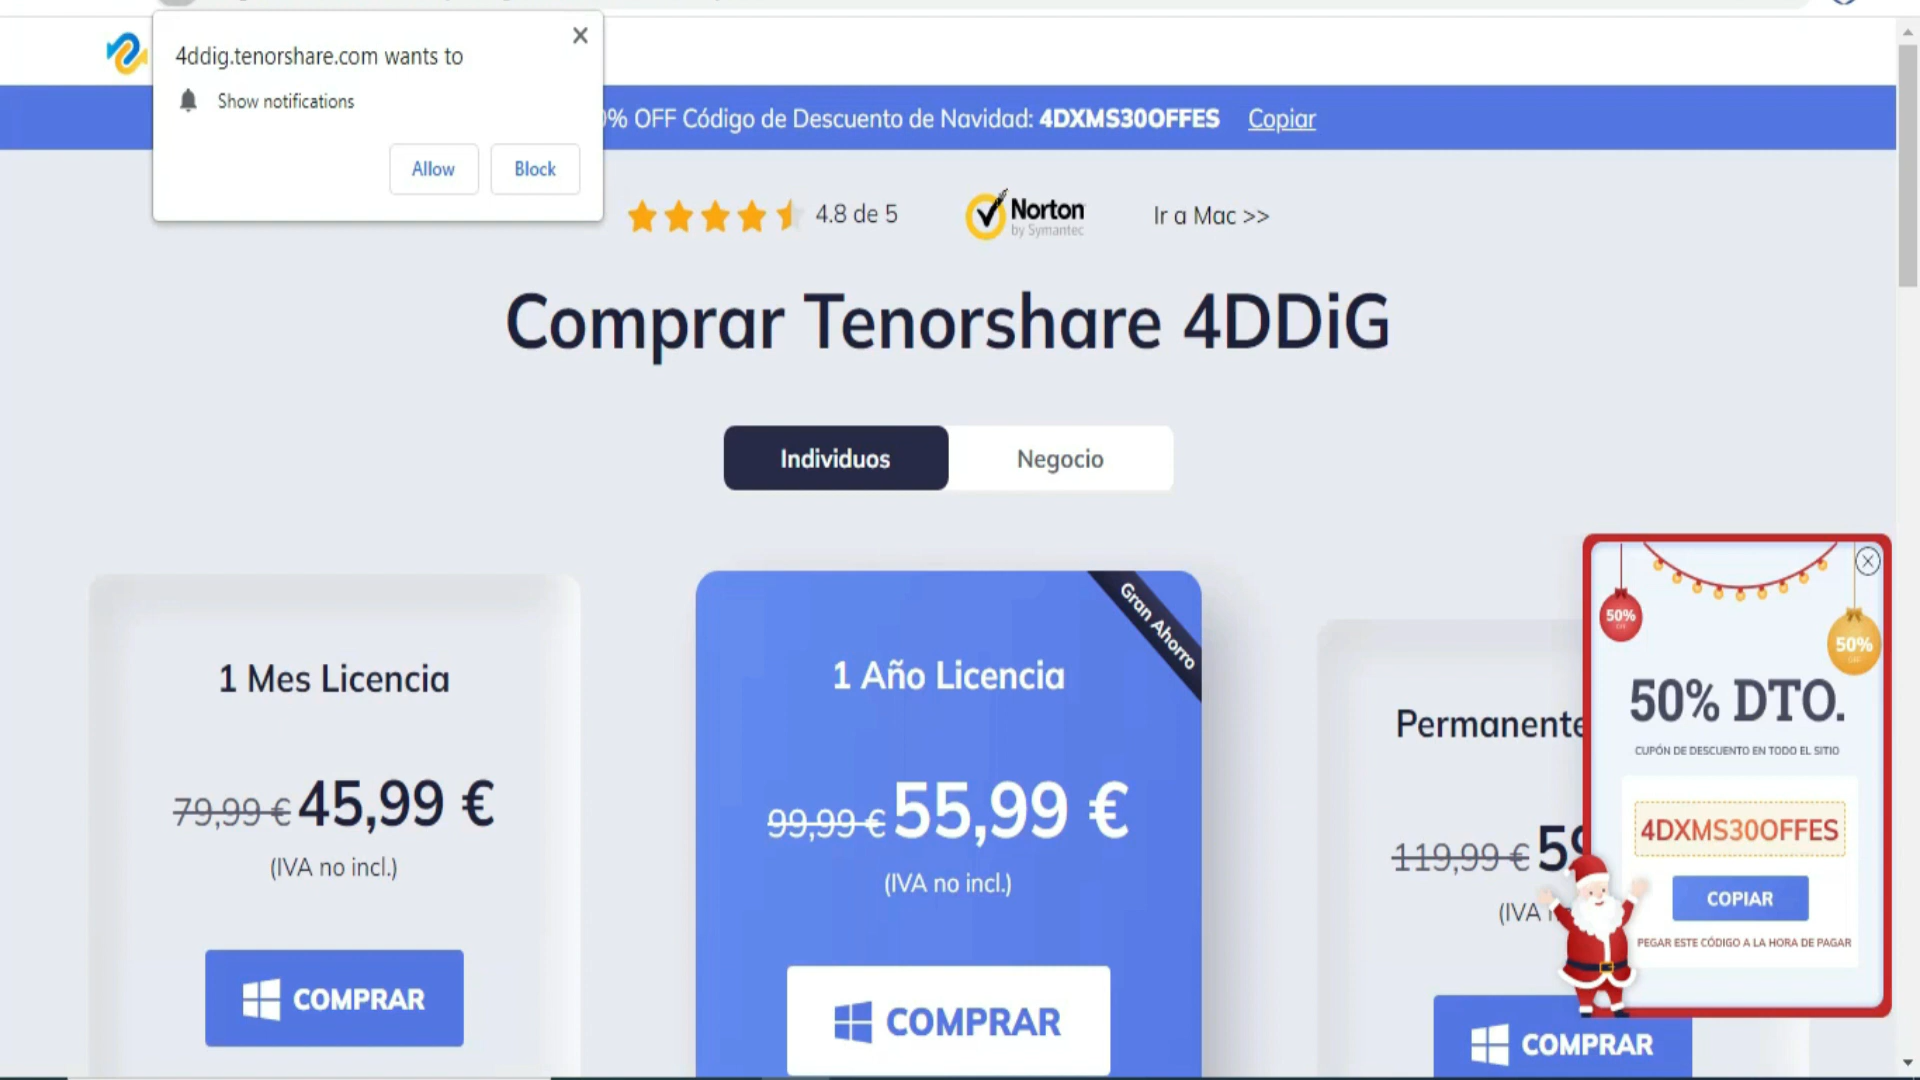 4ddig.tenorshare.com wants to
Show notifications
Allow
Block
% OFF Código de Descuento de Navidad: 4DXMS30OFFES Copiar
4.8 de 5
Norton
by Symantec
Ir a Mac >>
Comprar Tenorshare 4DDiG
Individuos
Negocio
1 Mes Licencia
79,99 € 45,99 €
(IVA no incl.)
COMPRAR
Gran Ahorro
1 Año Licencia
99,99 € 55,99 €
(IVA no incl.)
COMPRAR
Permanente
119,99 € 59
(IVA
COMPRAR
50%
OFF
50%
OFF
50% DTO.
CUPÓN DE DESCUENTO EN TODO EL SITIO
4DXMS30OFFES
COPIAR
PEGAR ESTE CÓDIGO A LA HORA DE PAGAR